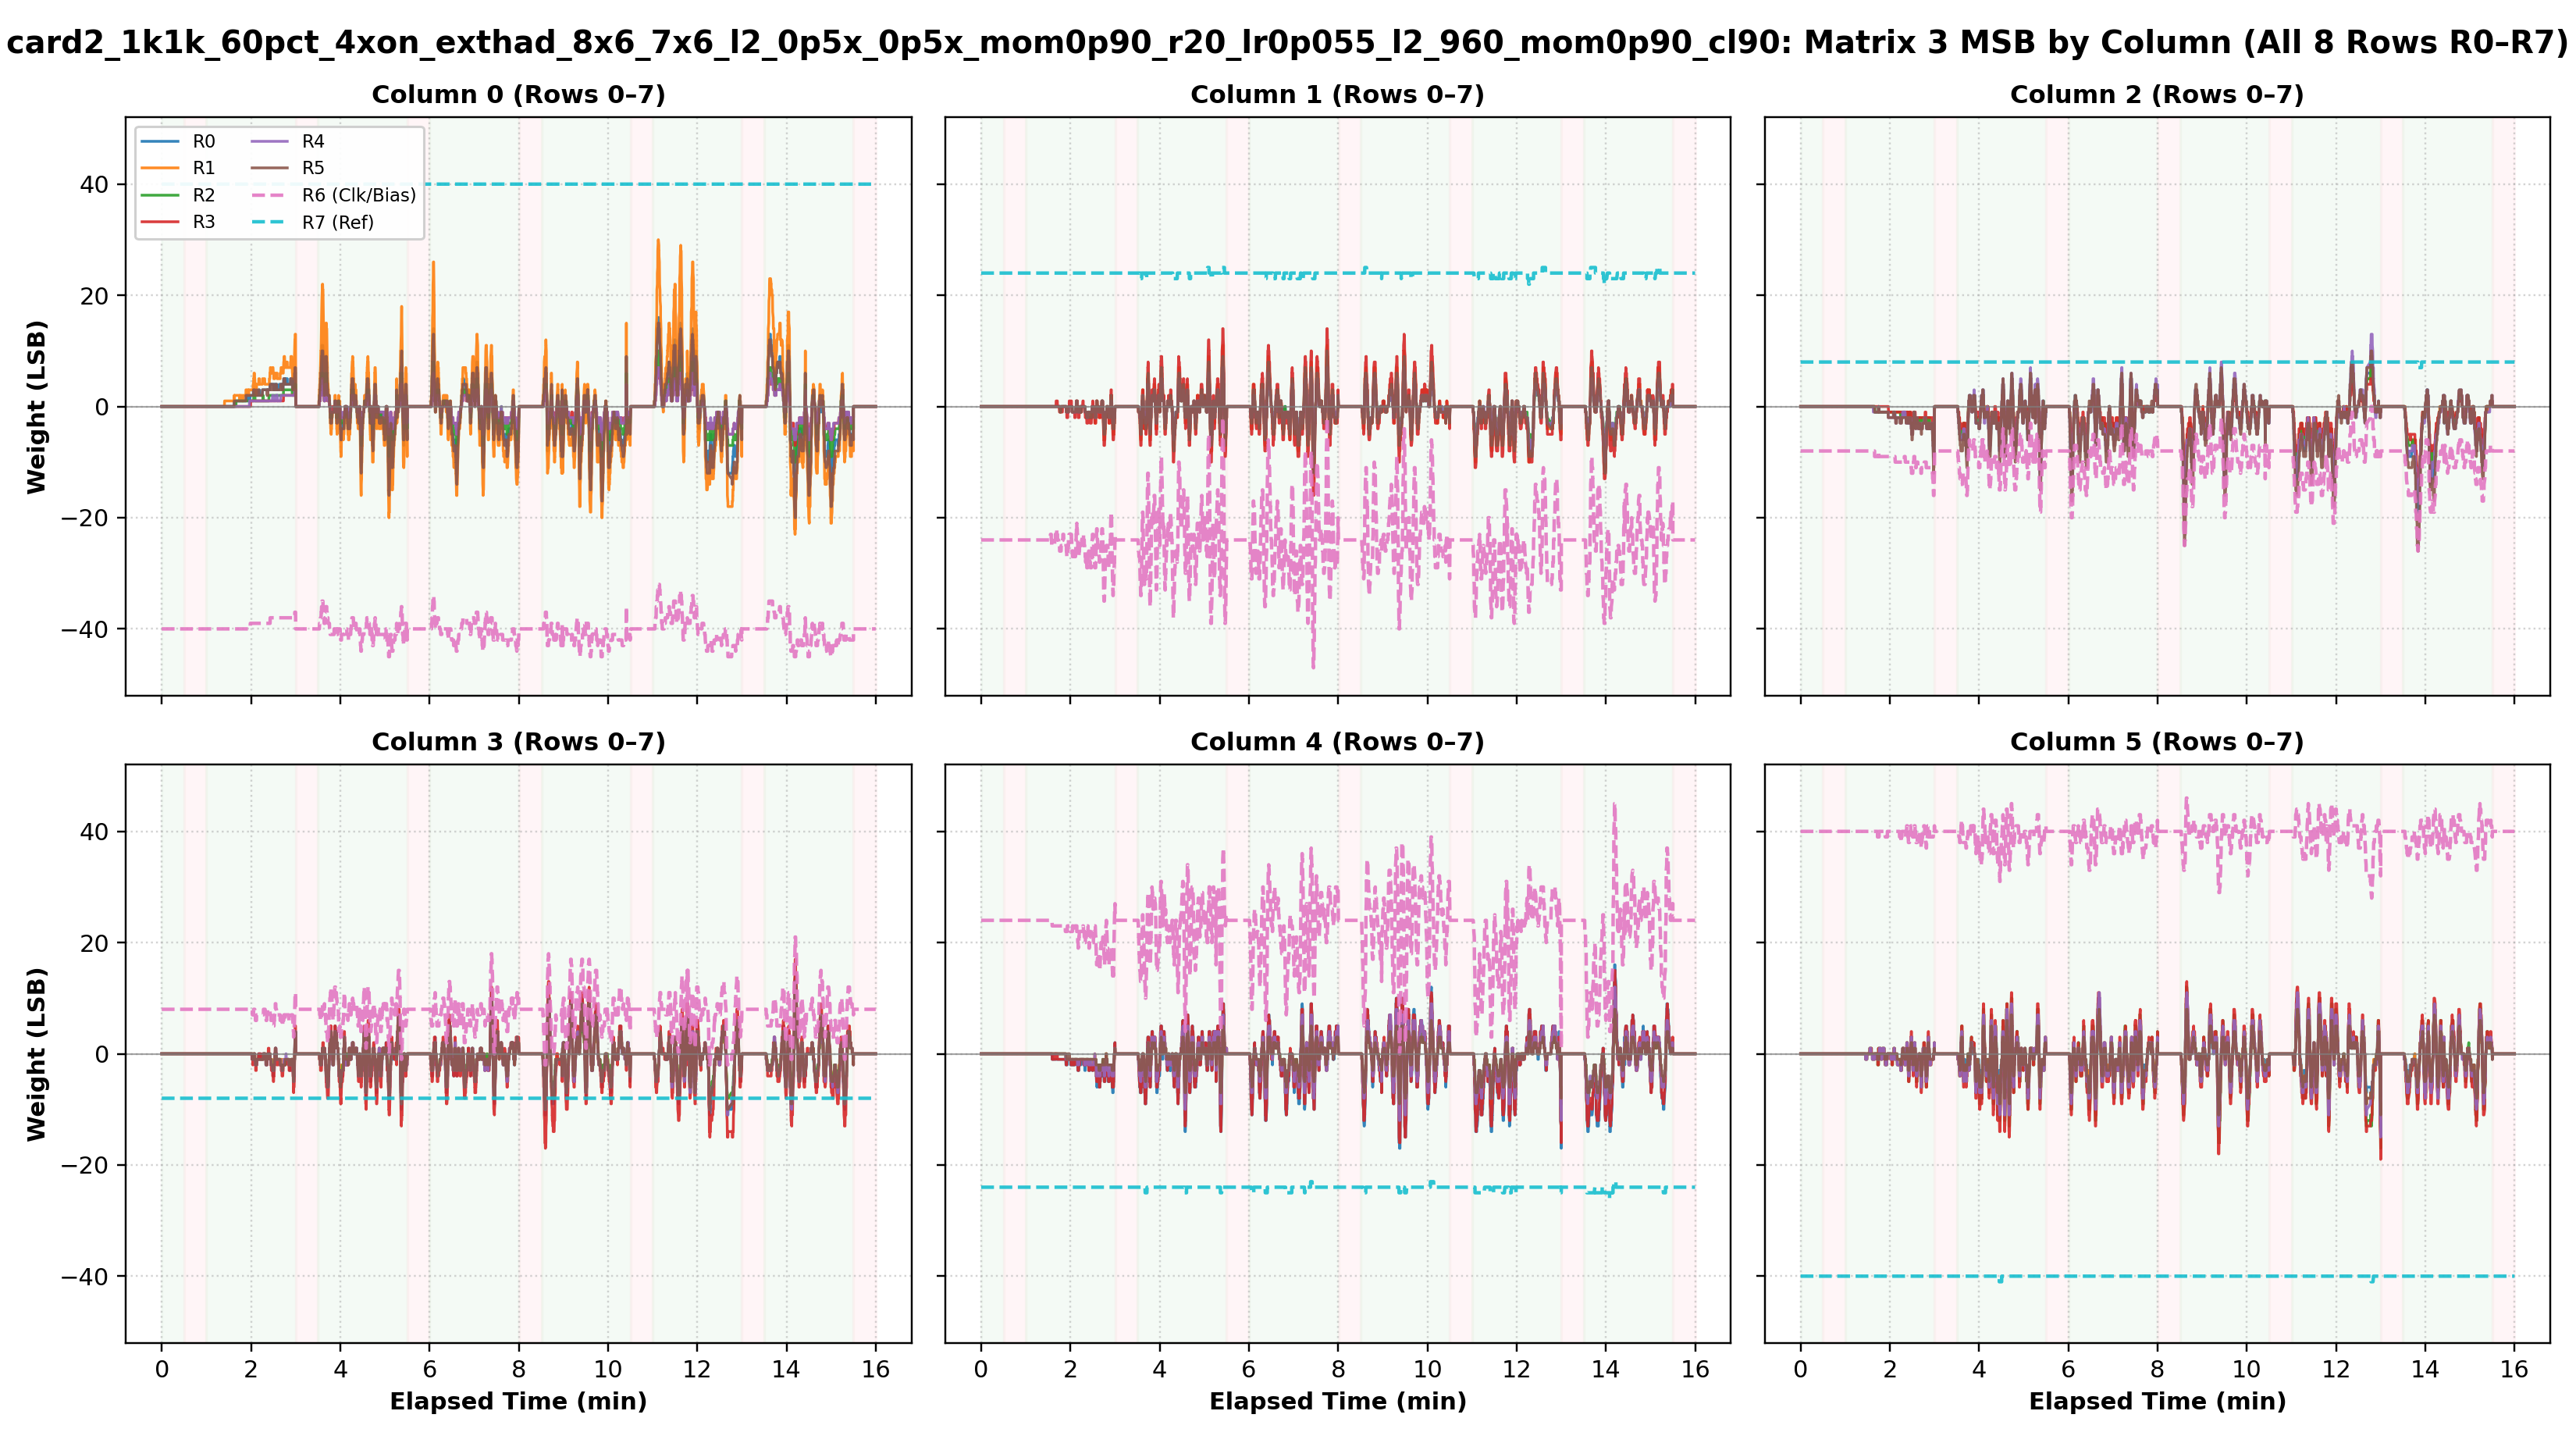 card2_1k1k_60pct_4xon_exthad_8x6_7x6_l2_0p5x_0p5x_mom0p90_r20_lr0p055_l2_960_mom0p90_cl90: Matrix 3 MSB by Column (All 8 Rows R0–R7)
Column 0 (Rows 0–7)
Column 1 (Rows 0–7)
Column 2 (Rows 0–7)
R0
R1
R2
R3
R4
R5
R6 (Clk/Bias)
R7 (Ref)
Weight (LSB)
40
20
0
−20
−40
Column 3 (Rows 0–7)
Column 4 (Rows 0–7)
Column 5 (Rows 0–7)
Weight (LSB)
40
20
0
−20
−40
0 2 4 6 8 10 12 14 16
0 2 4 6 8 10 12 14 16
0 2 4 6 8 10 12 14 16
Elapsed Time (min)
Elapsed Time (min)
Elapsed Time (min)